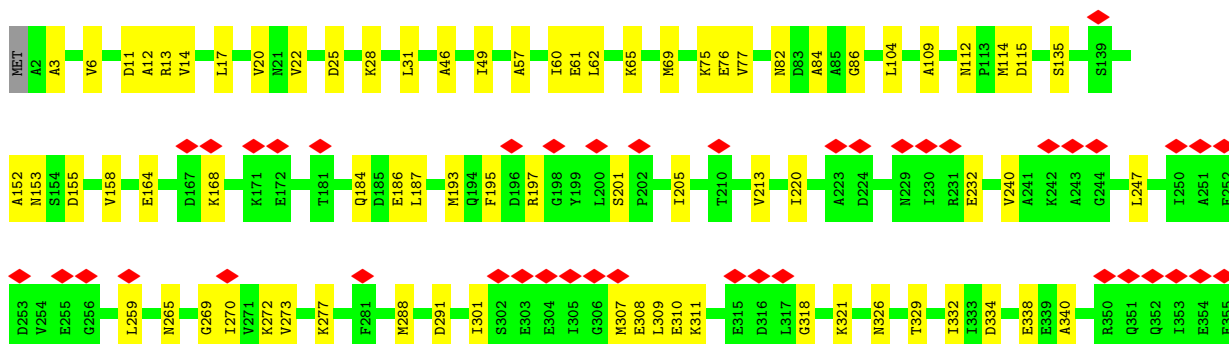 MET A2 A3 V6 D11 A12 R13 V14 L17 V20 N21 V22 D25 K28 L31 A46 I49 A57 I60 E61 L62 K65 M69 K75 E76 V77 N82 D83 A84 A85 G86 L104 A109 N112 P113 M114 D115 S135 S139
A152 N153 S154 D155 V158 E164 D167 K168 K171 E172 T181 Q184 D185 E186 L187 M193 Q194 F195 D196 R197 G198 Y199 L200 S201 P202 I205 T210 V213 I220 A223 D224 N229 I230 R231 E232 V240 A241 K242 A243 G244 L247 I250 A251
D253 V254 E255 G256 L259 N265 G269 I270 V271 K272 V273 K277 F281 M288 D291 I301 S302 E303 E304 I305 G306 M307 E308 L309 E310 K311 E315 D316 L317 G318 K321 N326 T329 I332 I333 D334 E338 E339 A340 R350 Q351 Q352 I353 E354